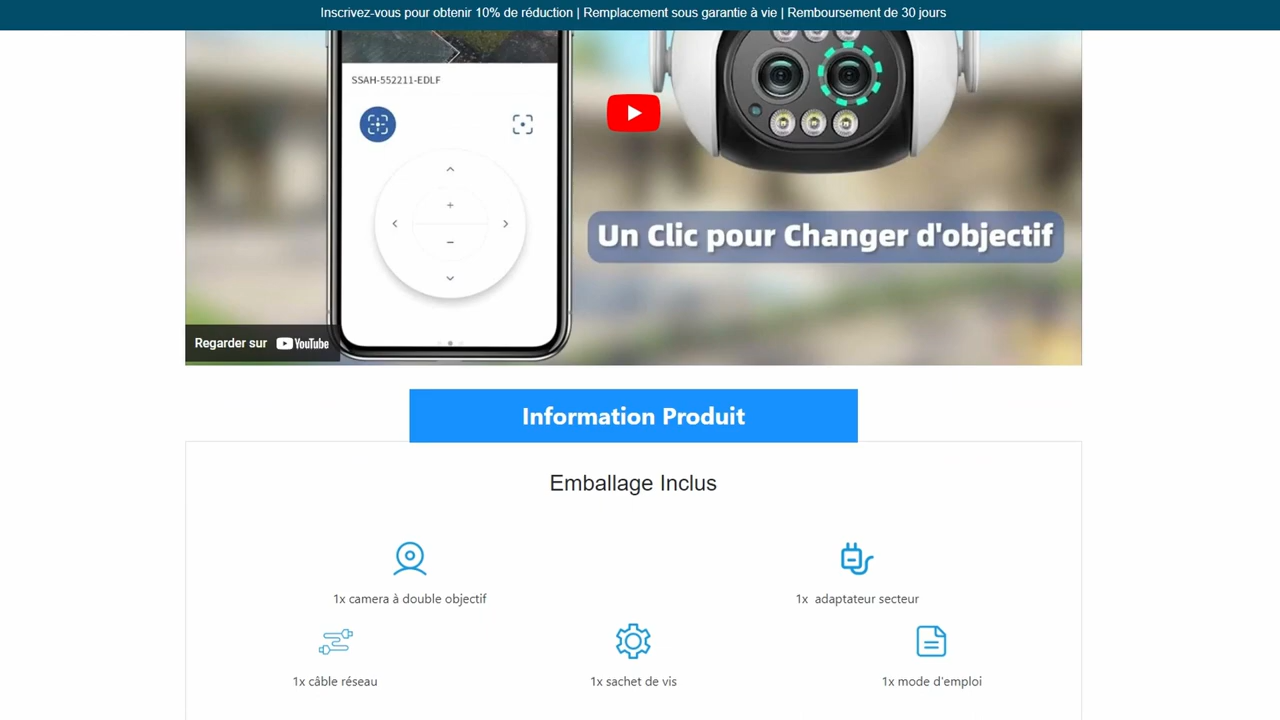 Inscrivez-vous pour obtenir 10% de réduction | Remplacement sous garantie à vie | Remboursement de 30 jours
SSAH-552211-EDLF
Un Clic pour Changer d'objectif
Regarder sur YouTube
Information Produit
Emballage Inclus
1x camera à double objectif
1x adaptateur secteur
1x câble réseau
1x sachet de vis
1x mode d'emploi